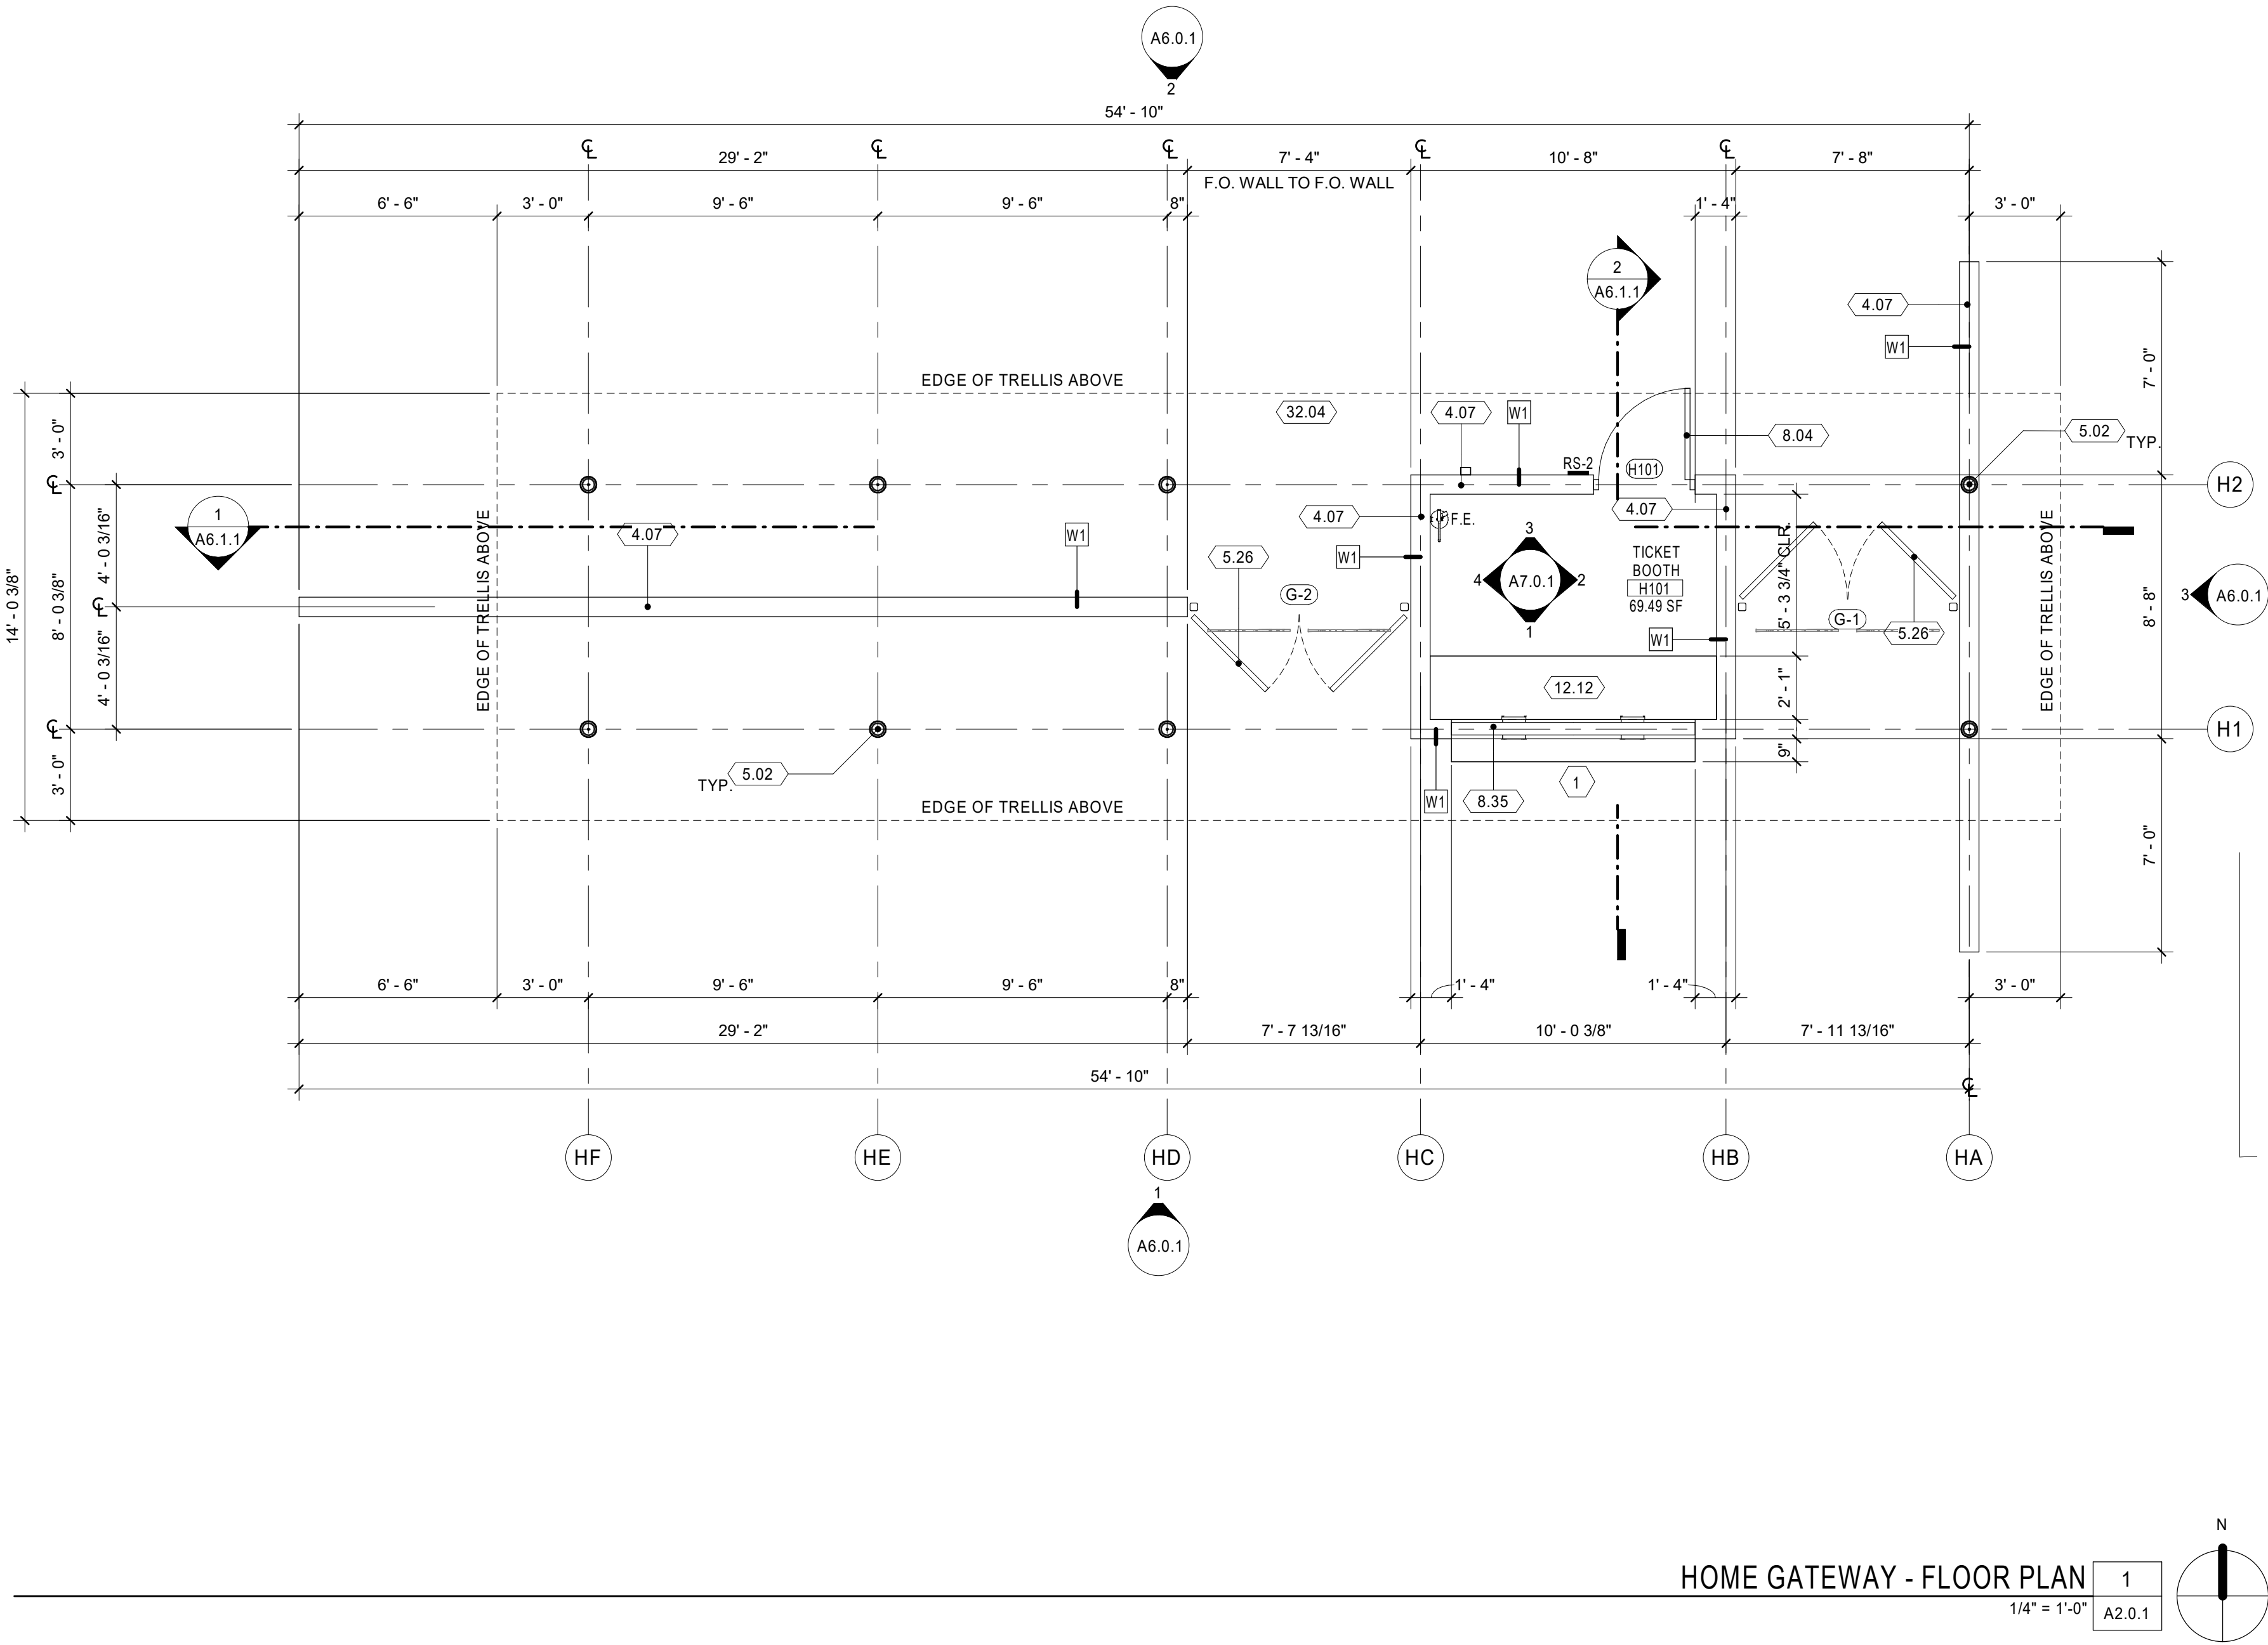 A6.0.1
2
54' - 10"
29' - 2"
7' - 4"
10' - 8"
7' - 8"
F.O. WALL TO F.O. WALL
6' - 6"
3' - 0"
9' - 6"
9' - 6"
8"
1' - 4"
3' - 0"
2
A6.1.1
4.07
W1
7' - 0"
EDGE OF TRELLIS ABOVE
32.04
4.07
W1
8.04
5.02
TYP.
3' - 0"
RS-2
H101
H2
1
A6.1.1
4.07
W1
4.07
F.E.
4.07
5.26
W1
3
4
A7.0.1
2
1
TICKET
BOOTH
H101
69.49 SF
5' - 3 3/4" CLR.
G-2
G-1
5.26
W1
EDGE OF TRELLIS ABOVE
EDGE OF TRELLIS ABOVE
8' - 8"
3
A6.0.1
14' - 0 3/8"
8' - 0 3/8"
4' - 0 3/16"
4' - 0 3/16"
12.12
2' - 1"
9"
H1
3' - 0"
TYP.
5.02
EDGE OF TRELLIS ABOVE
W1
8.35
1
7' - 0"
6' - 6"
3' - 0"
9' - 6"
9' - 6"
8"
1' - 4"
1' - 4"
3' - 0"
29' - 2"
7' - 7 13/16"
10' - 0 3/8"
7' - 11 13/16"
54' - 10"
HF
HE
HD
HC
HB
HA
1
A6.0.1
N
HOME GATEWAY - FLOOR PLAN
1
1/4" = 1'-0"
A2.0.1